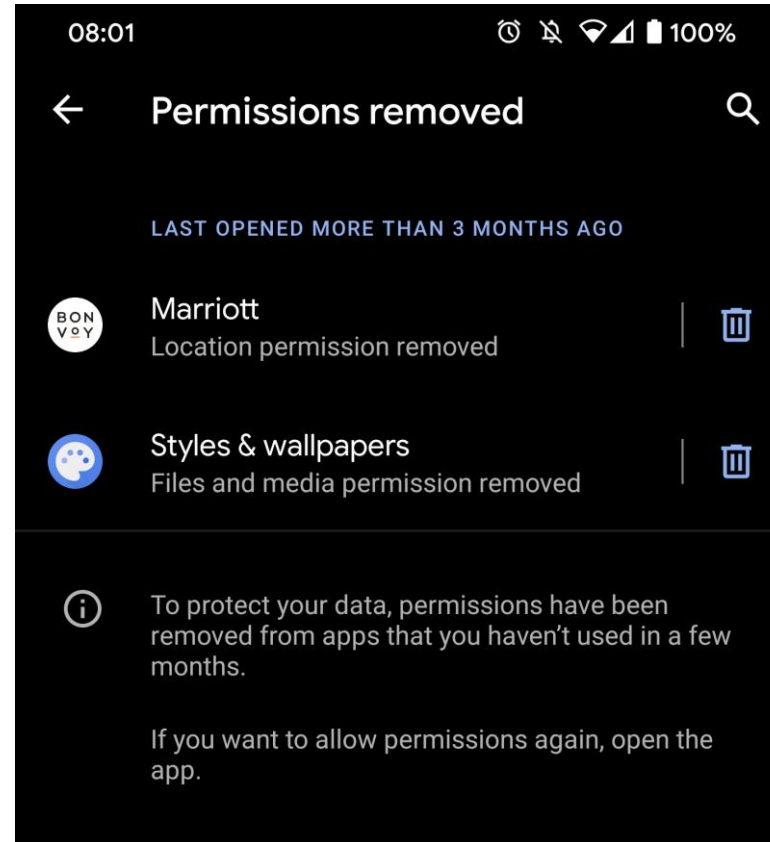 08:01 100%
Permissions removed
LAST OPENED MORE THAN 3 MONTHS AGO
BON
VOY
Marriott
Location permission removed
Styles & wallpapers
Files and media permission removed
To protect your data, permissions have been
removed from apps that you haven’t used in a few
months.
If you want to allow permissions again, open the
app.